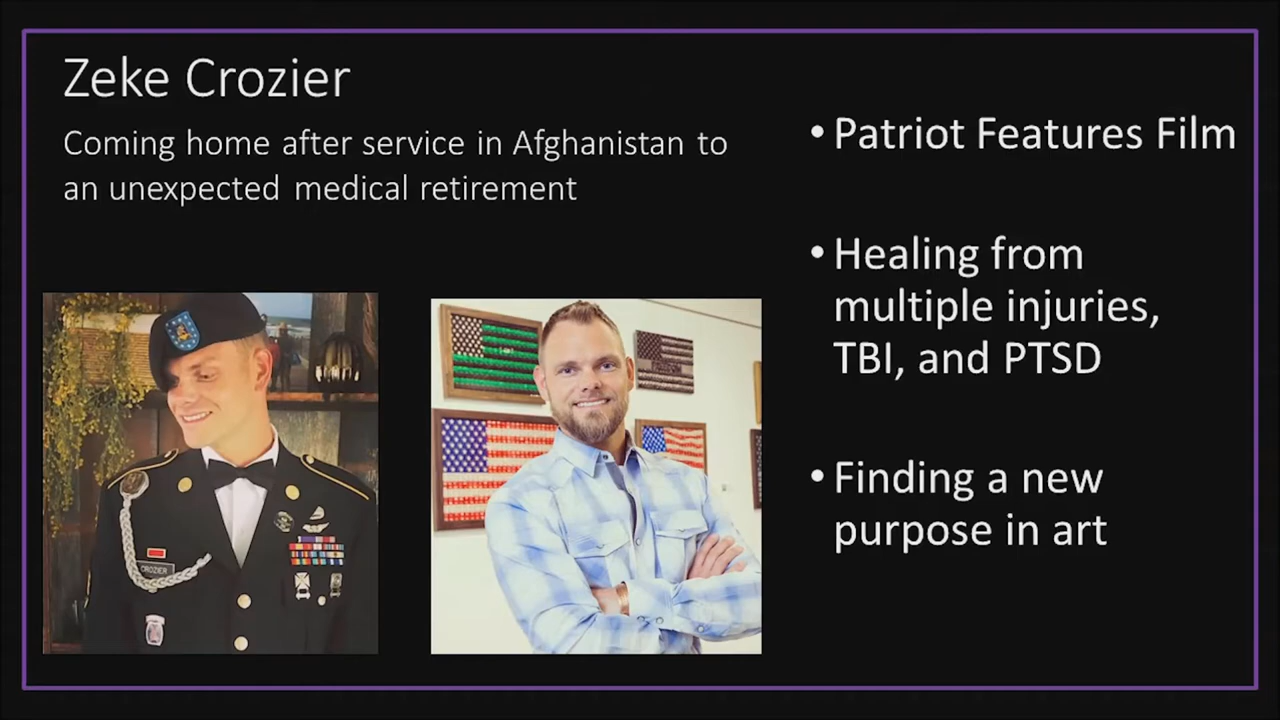 Zeke Crozier
Coming home after service in Afghanistan to
an unexpected medical retirement
• Patriot Features Film
• Healing from
multiple injuries,
TBI, and PTSD
• Finding a new
purpose in art
CROZIER